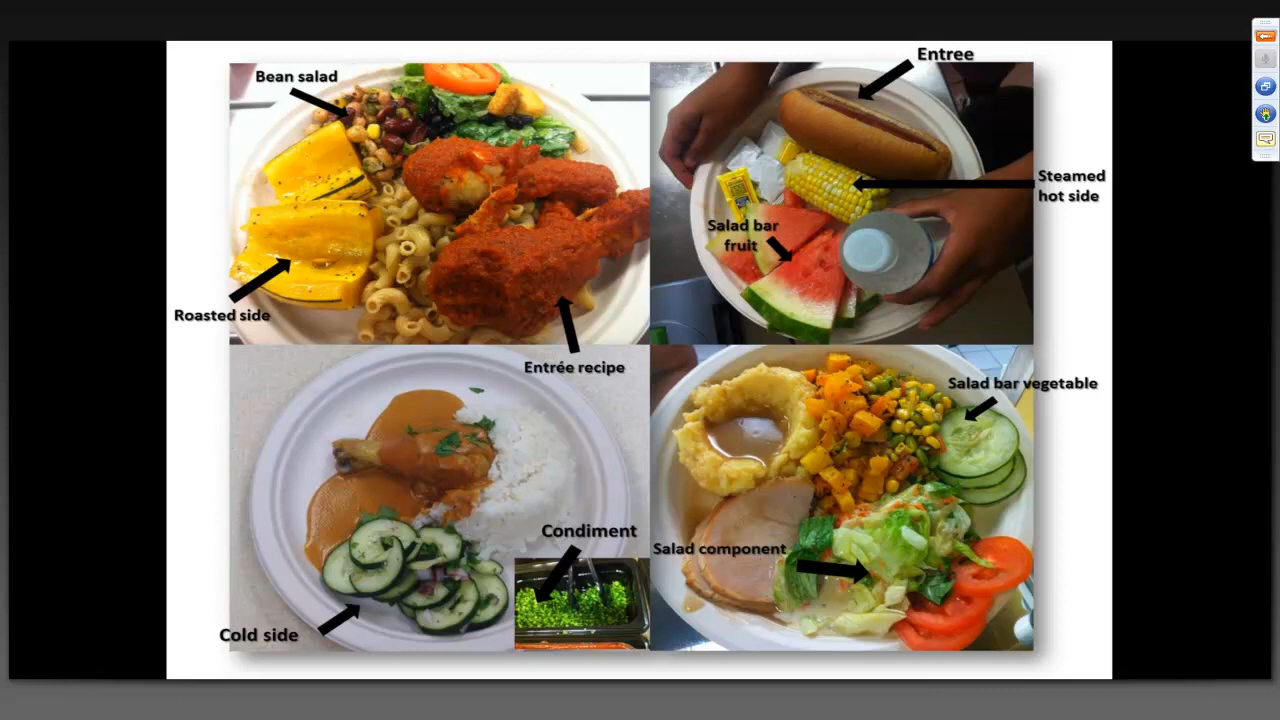 Bean salad
Entree
Steamed
hot side
Salad bar
fruit
Roasted side
Entrée recipe
Salad bar vegetable
Condiment
Salad component
Cold side